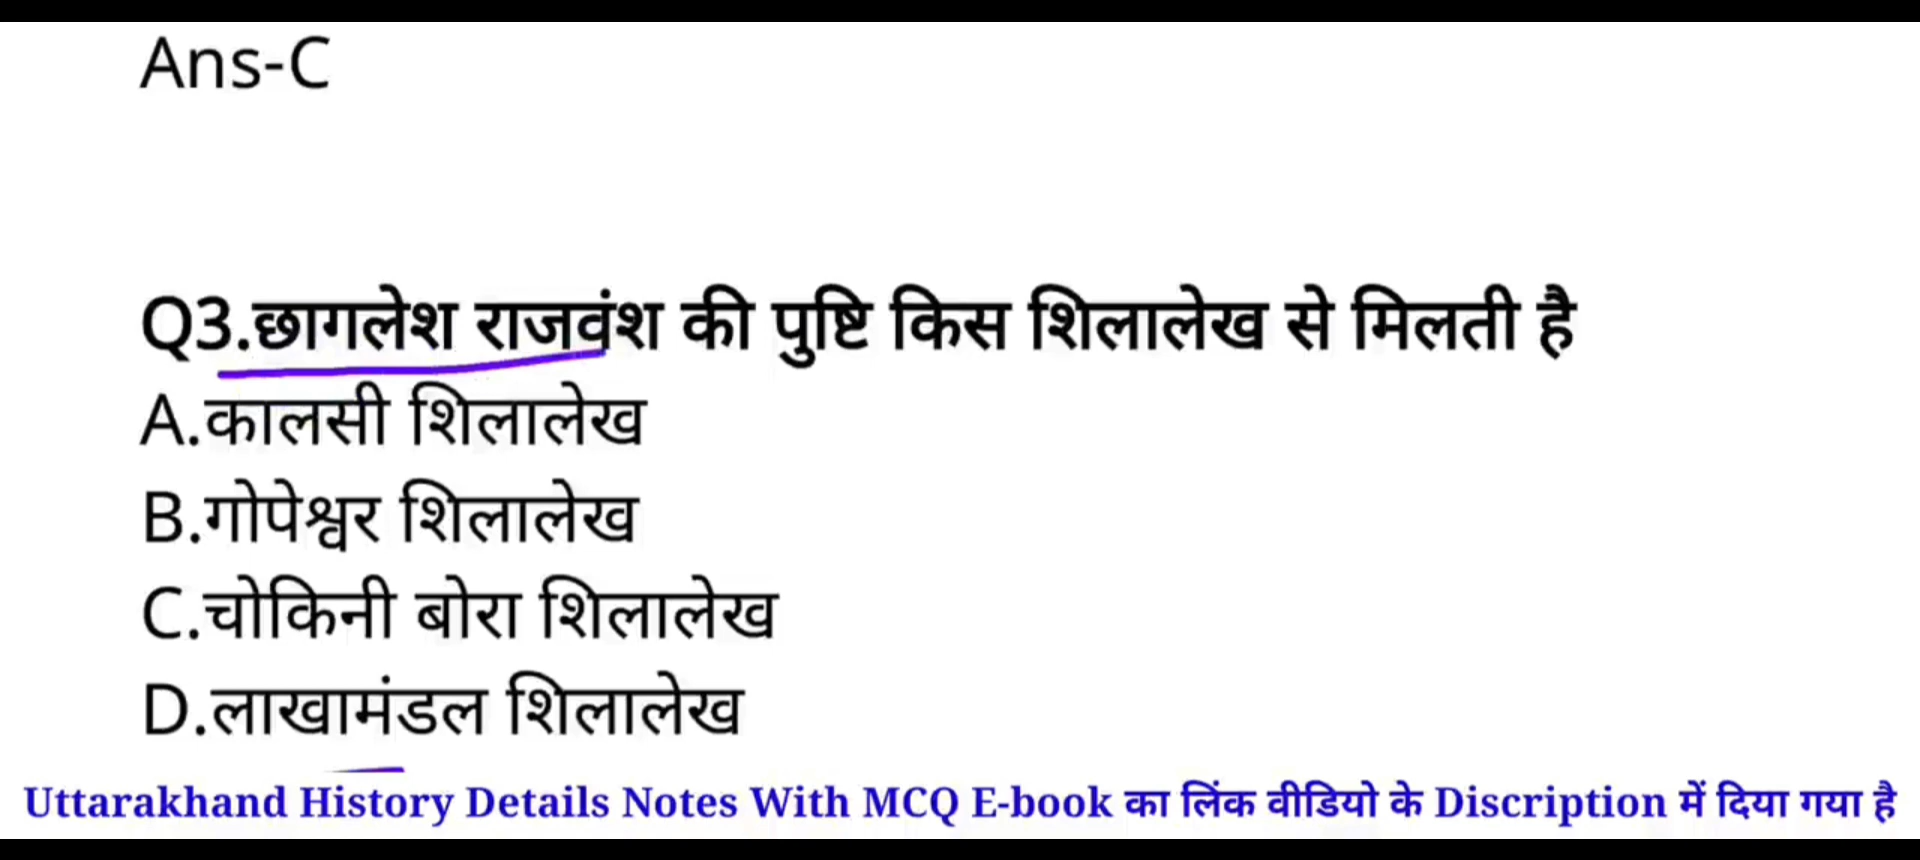 Ans-C
Q3.छागलेश राजवंश की पुष्टि किस शिलालेख से मिलती है
A.कालसी शिलालेख
B.गोपेश्वर शिलालेख
C.चोकिनी बोरा शिलालेख
D.लाखामंडल शिलालेख
Uttarakhand History Details Notes With MCQ E-book का लिंक वीडियो के Discription में दिया गया है